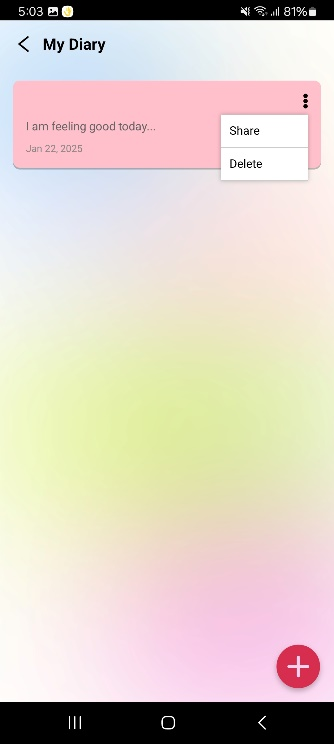 5:03
81%
My Diary
I am feeling good today...
Jan 22, 2025
Share
Delete